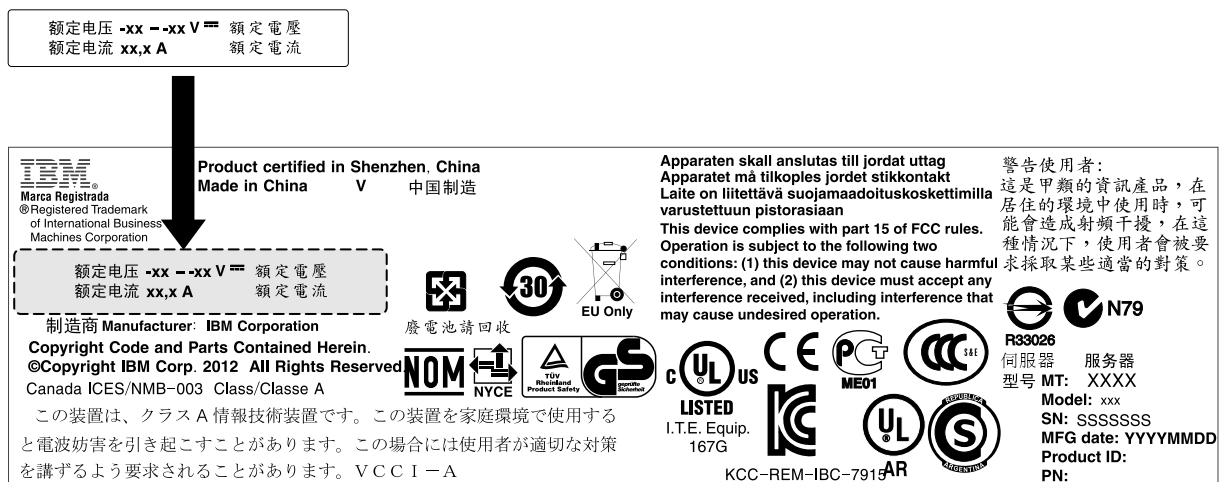 额定电压 -xx – -xx V 額定電壓
额定电流 xx,x A 額定電流
IBM®
Marca Registrada
® Registered Trademark
of International Business
Machines Corporation
Product certified in Shenzhen, China
Made in China V 中国制造
额定电压 -xx – -xx V 額定電壓
额定电流 xx,x A 額定電流
制造商 Manufacturer: IBM Corporation
Copyright Code and Parts Contained Herein.
©Copyright IBM Corp. 2012 All Rights Reserved
Canada ICES/NMB-003 Class/Classe A
この装置は、クラスA情報技術装置です。この装置を家庭環境で使用する
と電波妨害を引き起こすことがあります。この場合には使用者が適切な対策
を講ずるよう要求されることがあります。VCCI-A
廢電池請回收
30
EU Only
NOM
NYCE
TÜV
Rheinland
Product Safety
GS
geprüfte
Sicherheit
Apparaten skall anslutas till jordat uttag
Apparatet må tilkoples jordet stikkontakt
Laite on liitettävä suojamaadoituskoskettimilla
varustettuun pistorasiaan
This device complies with part 15 of FCC rules.
Operation is subject to the following two
conditions: (1) this device may not cause harmful
interference, and (2) this device must accept any
interference received, including interference that
may cause undesired operation.
C UL US
LISTED
I.T.E. Equip.
167G
CE
PCT
ME01
CCC S&E
KC
KCC-REM-IBC-7915
UL
AR
REPUBLICA
S
ARGENTINA
警告使用者:
這是甲類的資訊產品,在
居住的環境中使用時,可
能會造成射頻干擾,在這
種情況下,使用者會被要
求採取某些適當的對策。
R33026
N79
伺服器 服务器
型号 MT: XXXX
Model: xxx
SN: SSSSSSS
MFG date: YYYYMMDD
Product ID:
PN: